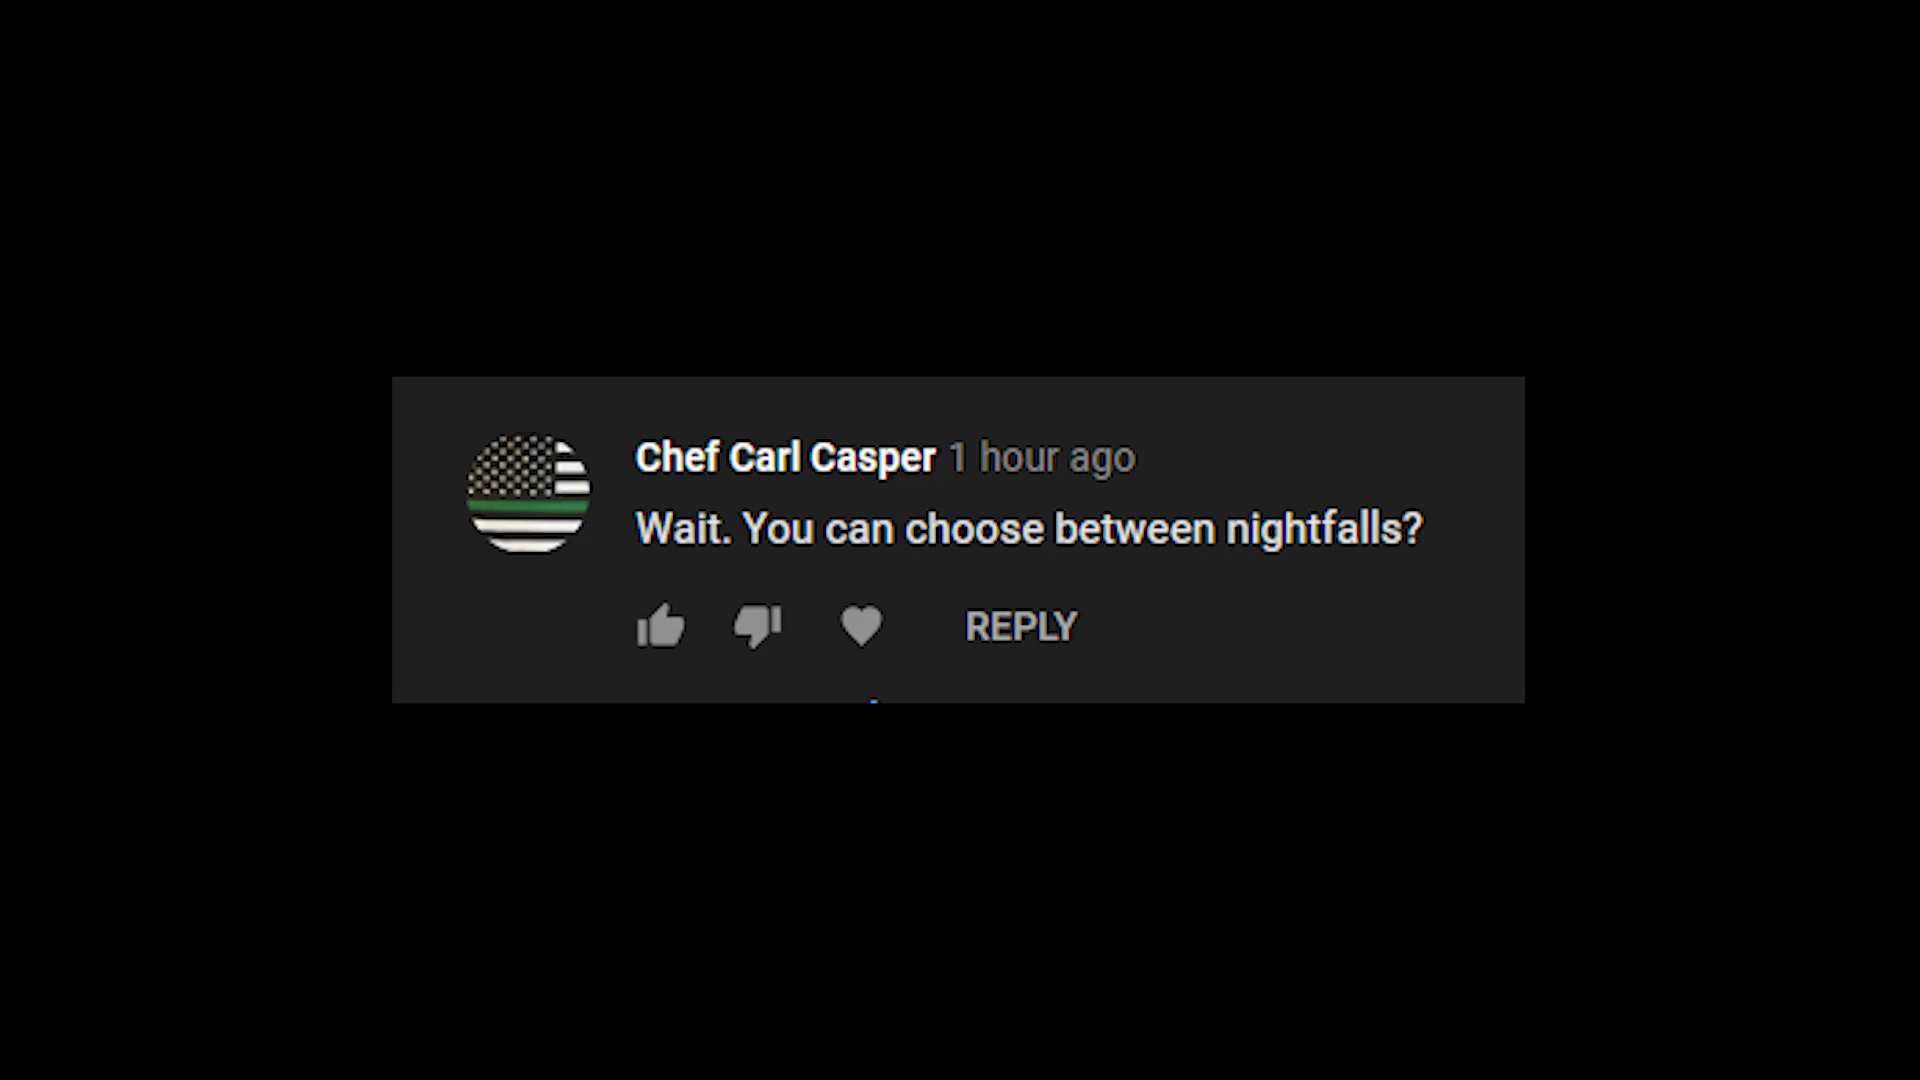 Chef Carl Casper 1 hour ago
Wait. You can choose between nightfalls?
REPLY